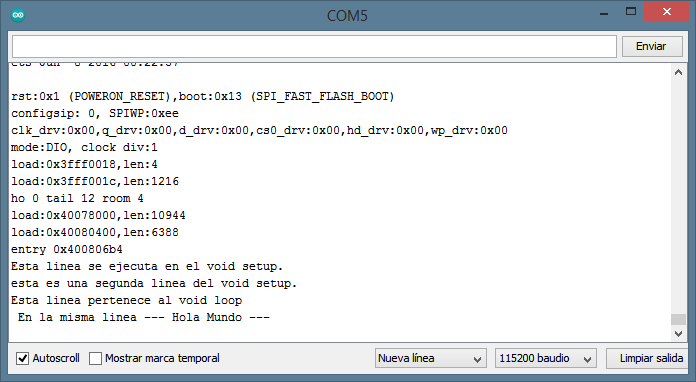 COM5
Enviar
rst:0x1 (POWERON_RESET),boot:0x13 (SPI_FAST_FLASH_BOOT)
configsip: 0, SPIWP:0xee
clk_drv:0x00,q_drv:0x00,d_drv:0x00,cs0_drv:0x00,hd_drv:0x00,wp_drv:0x00
mode:DIO, clock div:1
load:0x3fff0018,len:4
load:0x3fff001c,len:1216
ho 0 tail 12 room 4
load:0x40078000,len:10944
load:0x40080400,len:6388
entry 0x400806b4
Esta linea se ejecuta en el void setup.
esta es una segunda linea del void setup.
Esta linea pertenece al void loop
En la misma linea --- Hola Mundo ---
Autoscroll Mostrar marca temporal Nueva línea 115200 baudio Limpiar salida